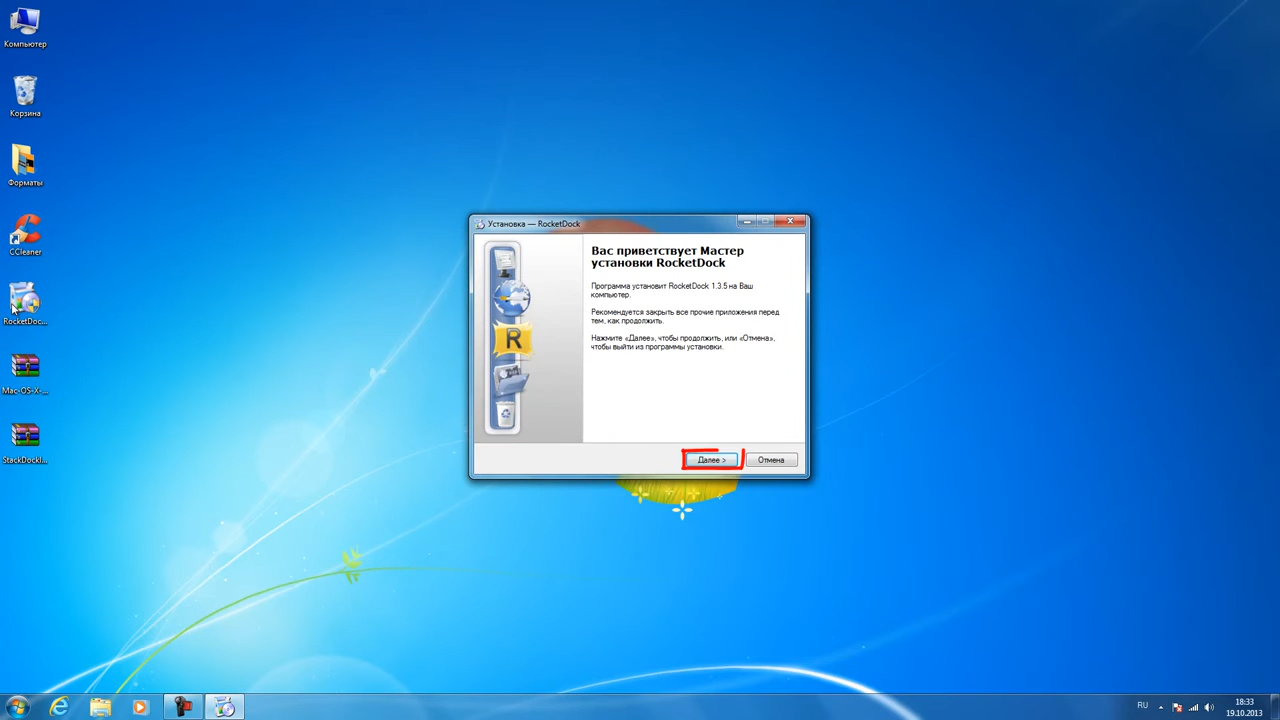 Компьютер
Корзина
Форматы
CCleaner
RocketDoc...
Mac-OS-X-...
StackDockI...
Установка — RocketDock
Вас приветствует Мастер
установки RocketDock
Программа установит RocketDock 1.3.5 на Ваш
компьютер.
Рекомендуется закрыть все прочие приложения перед
тем, как продолжить.
Нажмите «Далее», чтобы продолжить, или «Отмена»,
чтобы выйти из программы установки.
R
Далее >
Отмена
RU
18:33
19.10.2013